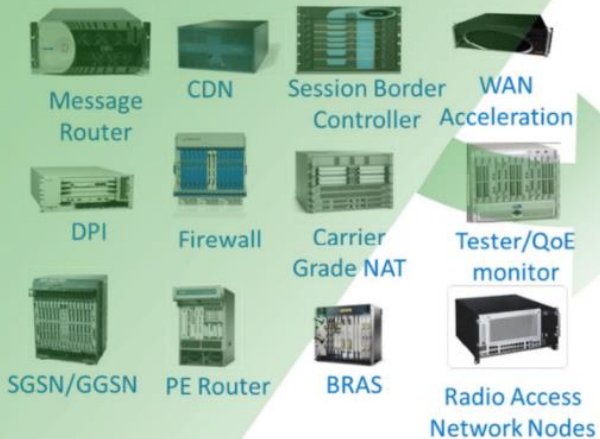 Message
Router
CDN
Session Border
Controller
WAN
Acceleration
DPI
Firewall
Carrier
Grade NAT
Tester/QoE
monitor
SGSN/GGSN
PE Router
BRAS
Radio Access
Network Nodes